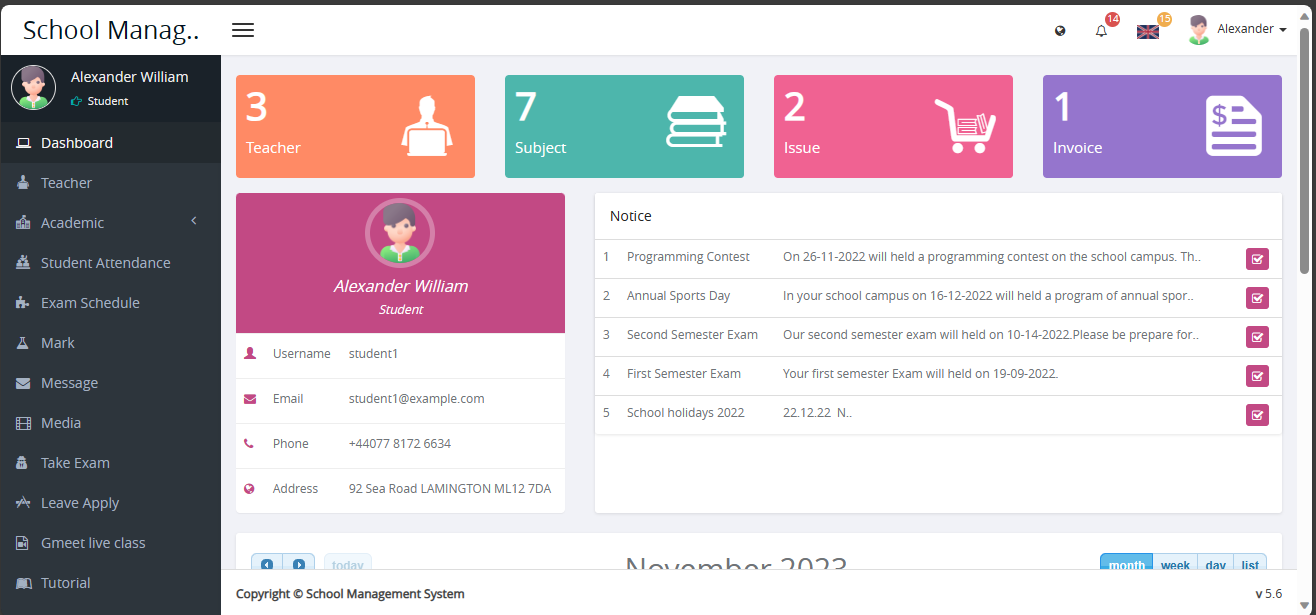 School Manag..
14
15
Alexander
Alexander William
Student
Dashboard
Teacher
Academic
Student Attendance
Exam Schedule
Mark
Message
Media
Take Exam
Leave Apply
Gmeet live class
Tutorial
3
Teacher
7
Subject
2
Issue
1
Invoice
Alexander William
Student
Username student1
Email student1@example.com
Phone +44077 8172 6634
Address 92 Sea Road LAMINGTON ML12 7DA
Notice
1 Programming Contest On 26-11-2022 will held a programming contest on the school campus. Th..
2 Annual Sports Day In your school campus on 16-12-2022 will held a program of annual spor..
3 Second Semester Exam Our second semester exam will held on 10-14-2022.Please be prepare for..
4 First Semester Exam Your first semester Exam will held on 19-09-2022.
5 School holidays 2022 22.12.22 N..
today
November 2023
month week day list
Copyright © School Management System
v 5.6